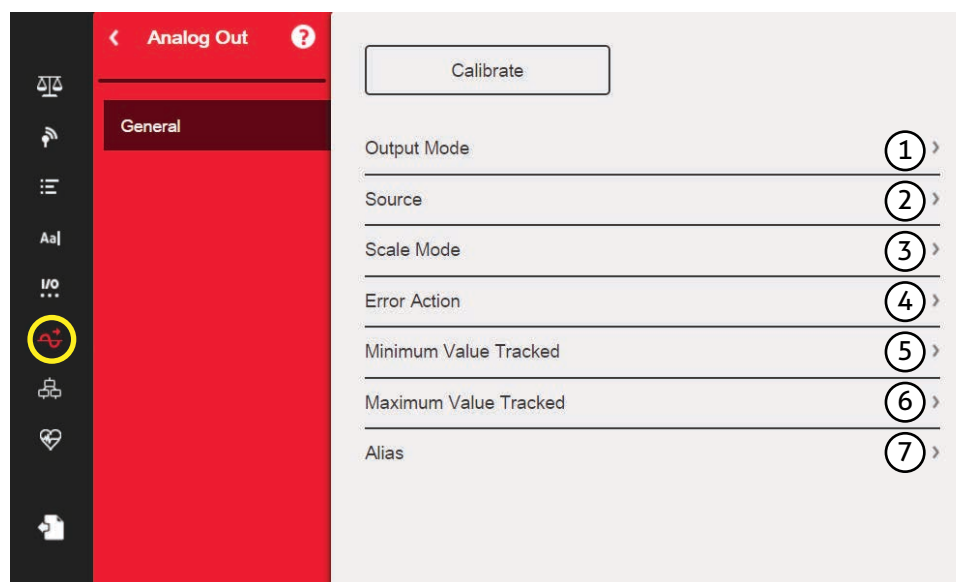 Analog Out ?
General
Aa
I/O
Calibrate
Output Mode 1
Source 2
Scale Mode 3
Error Action 4
Minimum Value Tracked 5
Maximum Value Tracked 6
Alias 7